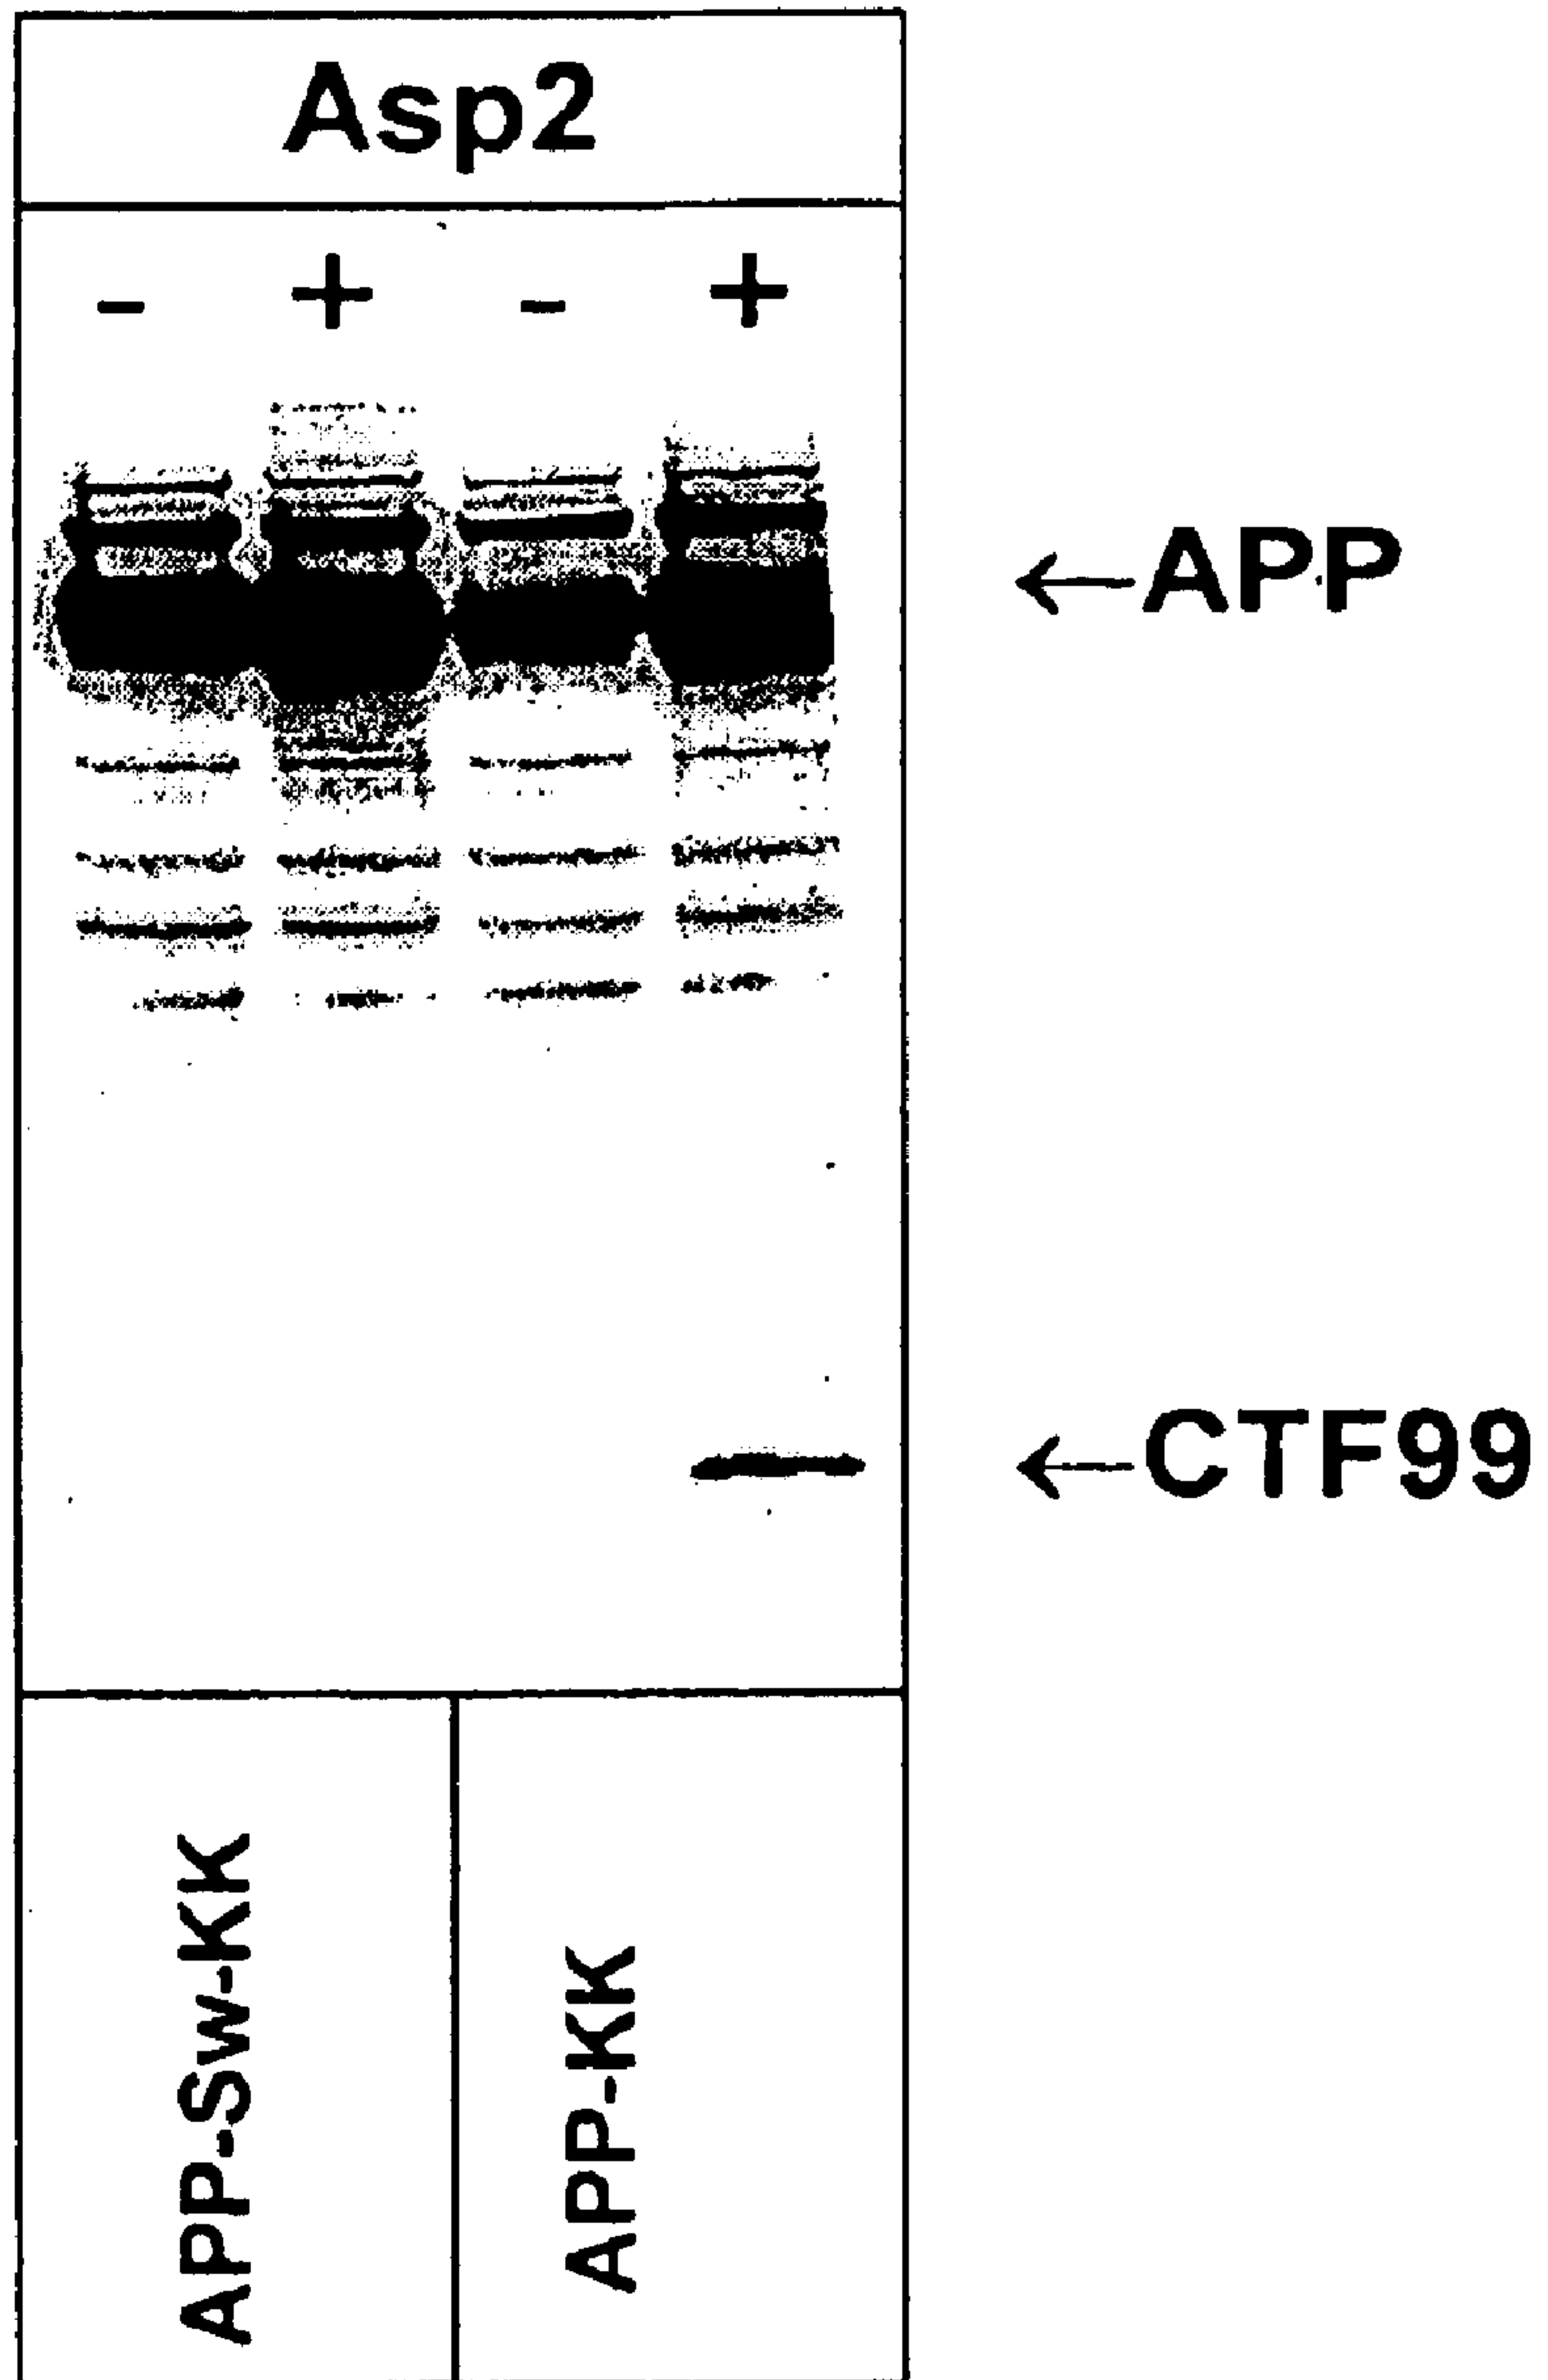 Asp2
- + - +
←APP
←CTF99
APP-Sw-KK
APP-KK